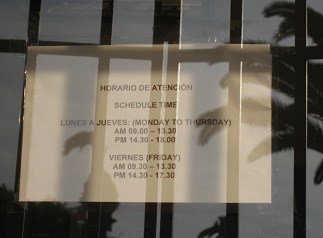 HORARIO DE ATENCIÓN
SCHEDULE TIME
LUNES A JUEVES: (MONDAY TO THURSDAY)
AM 09.00 – 13.30
PM 14.30 - 18.00
VIERNES (FRIDAY)
AM 09.30 – 13.30
PM 14.30 - 17.30